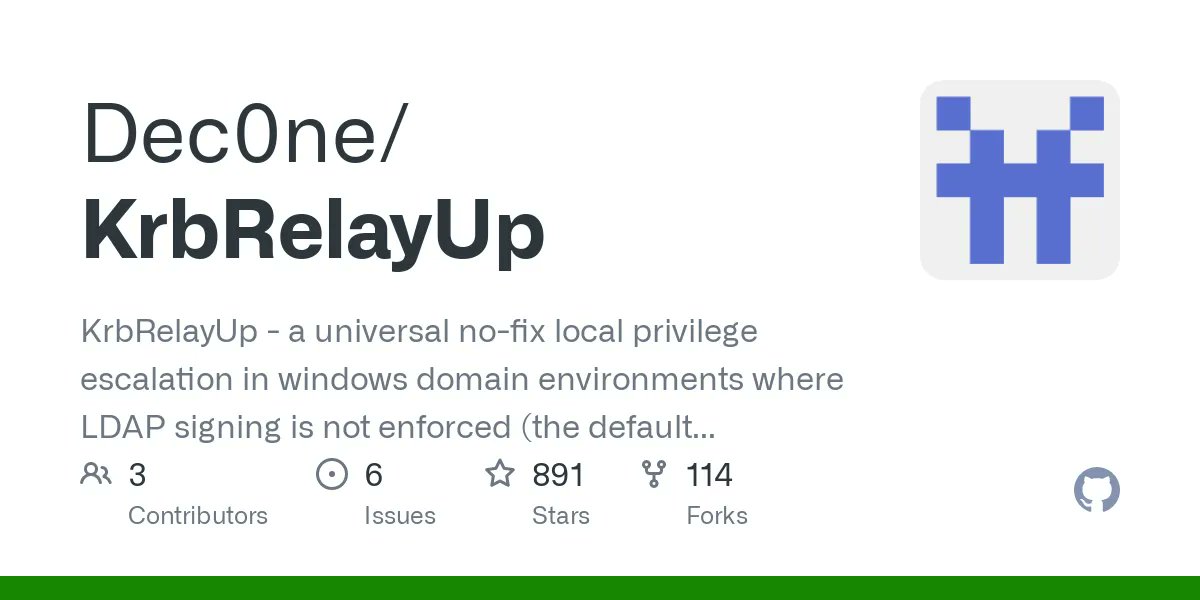 Dec0ne/
KrbRelayUp
KrbRelayUp - a universal no-fix local privilege
escalation in windows domain environments where
LDAP signing is not enforced (the default...
3 6 891 114
Contributors Issues Stars Forks